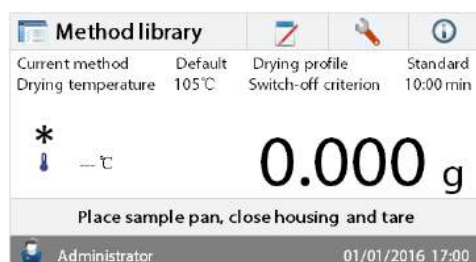 Method library
Current method Default Drying profile Standard
Drying temperature 105℃ Switch-off criterion 10:00 min
*
--- ℃
0.000 g
Place sample pan, close housing and tare
Administrator 01/01/2016 17:00